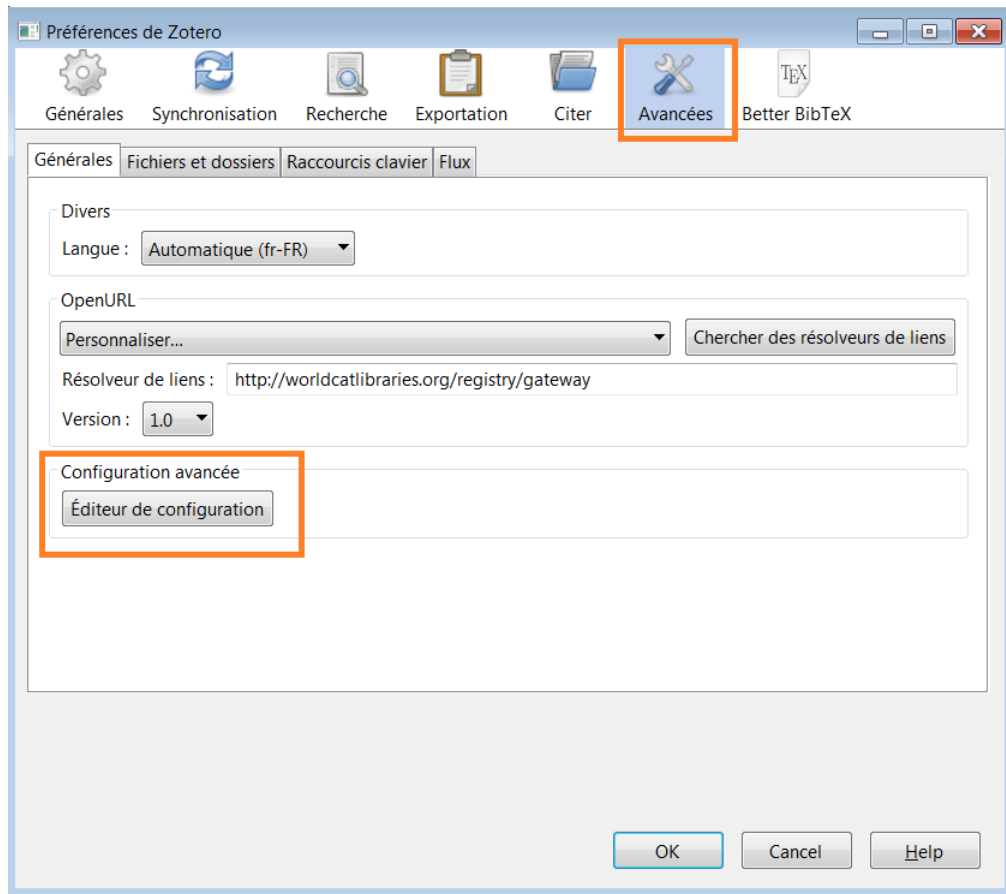 Préférences de Zotero
Générales Synchronisation Recherche Exportation Citer Avancées Better BibTeX
TEX
Générales Fichiers et dossiers Raccourcis clavier Flux
Divers
Langue : Automatique (fr-FR)
OpenURL
Personnaliser... Chercher des résolveurs de liens
Résolveur de liens : http://worldcatlibraries.org/registry/gateway
Version : 1.0
Configuration avancée
Éditeur de configuration
OK Cancel Help